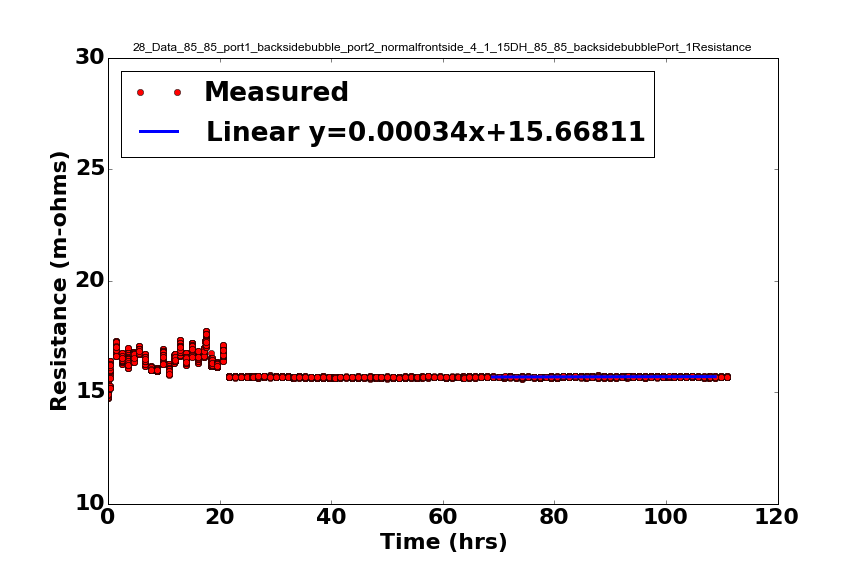 28_Data_85_85_port1_backsidebubble_port2_normalfrontside_4_1_15DH_85_85_backsidebubblePort_1Resistance
30
Measured
Linear y=0.00034x+15.66811
25
20
15
10
Resistance (m-ohms)
0 20 40 60 80 100 120
Time (hrs)